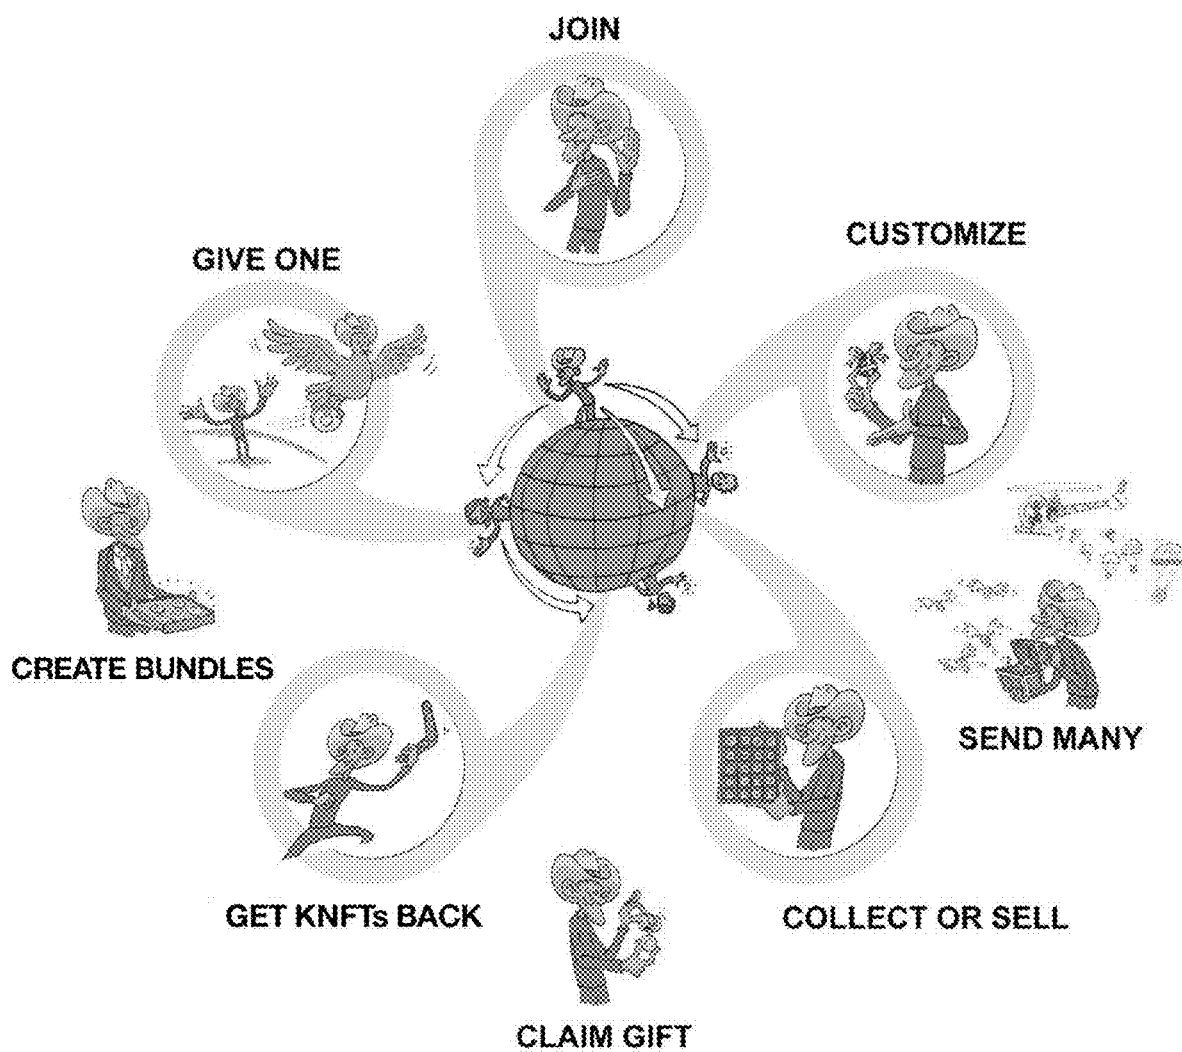 JOIN
CUSTOMIZE
GIVE ONE
CREATE BUNDLES
SEND MANY
GET KNFTs BACK
COLLECT OR SELL
CLAIM GIFT